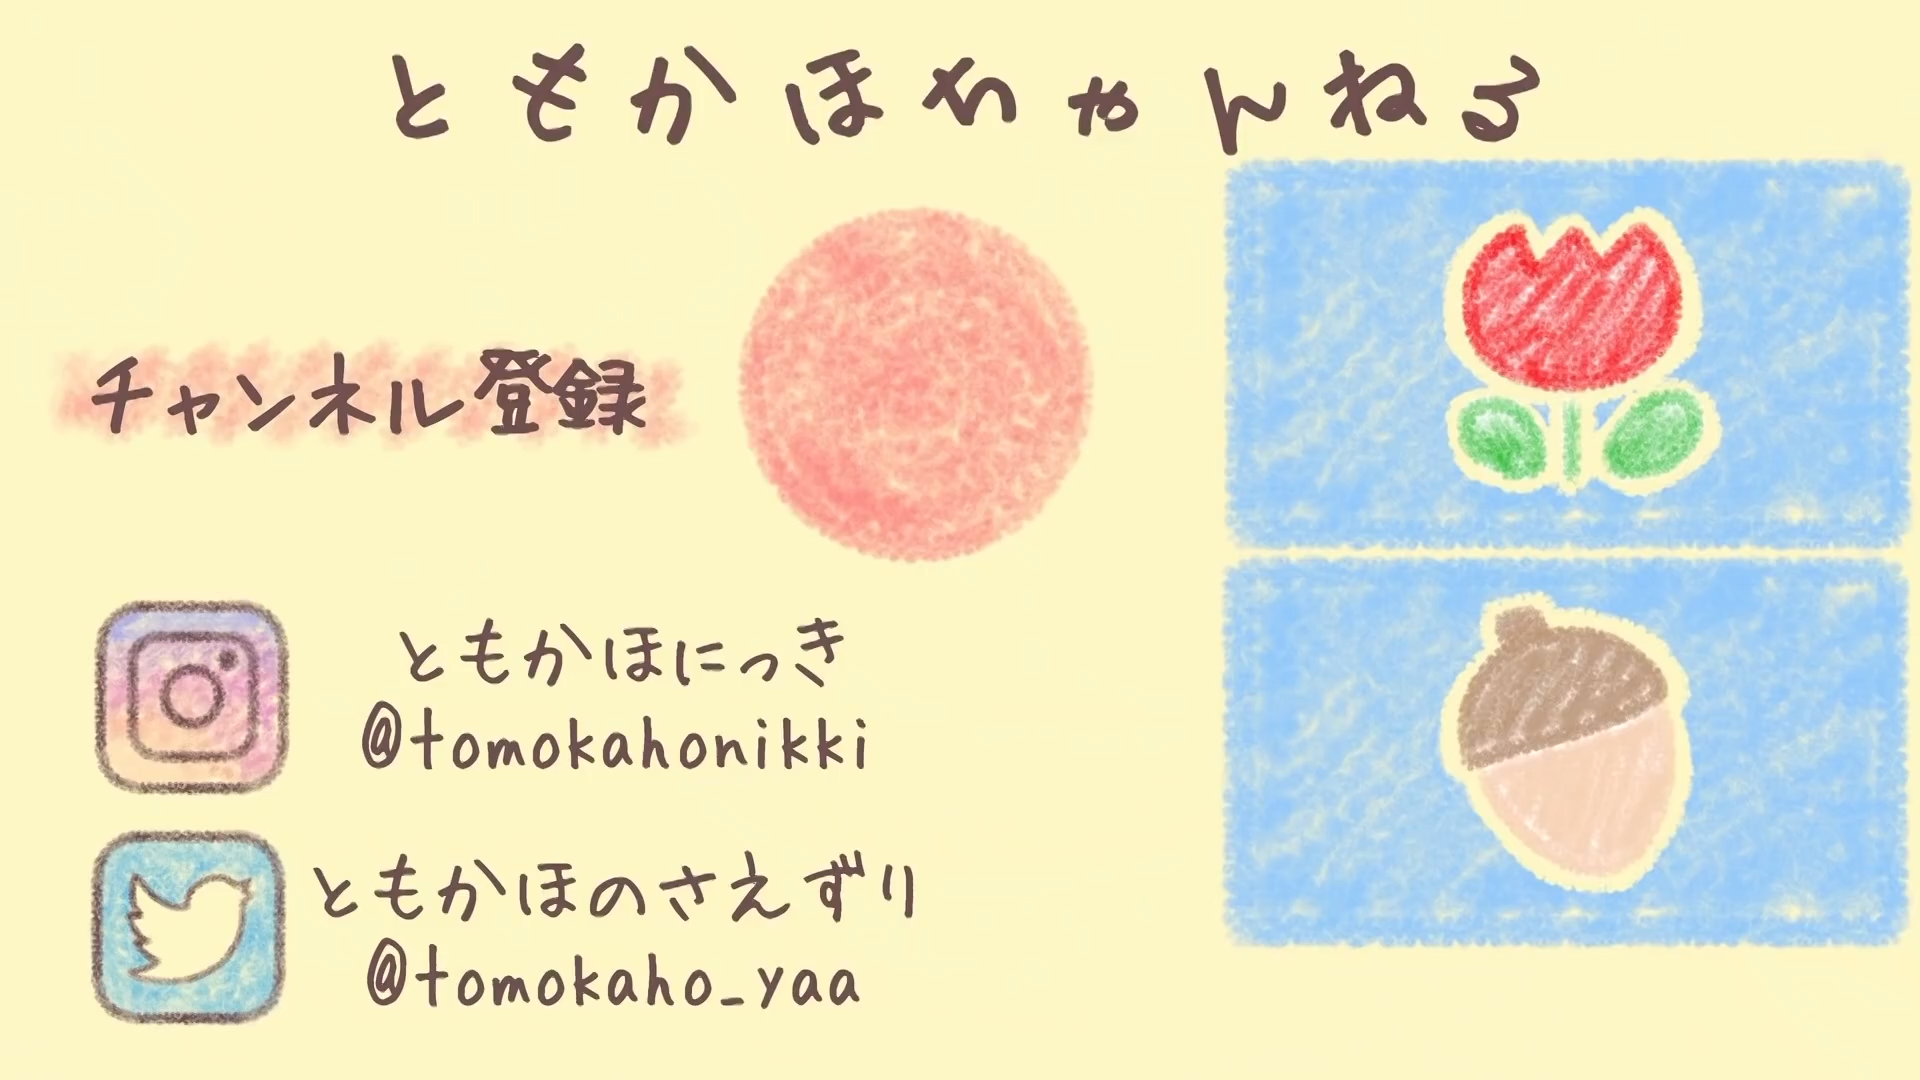 ともかほちゃんねる
チャンネル登録
ともかほにっき
@tomokahonikki
ともかほのさえずり
@tomokaho_yaa